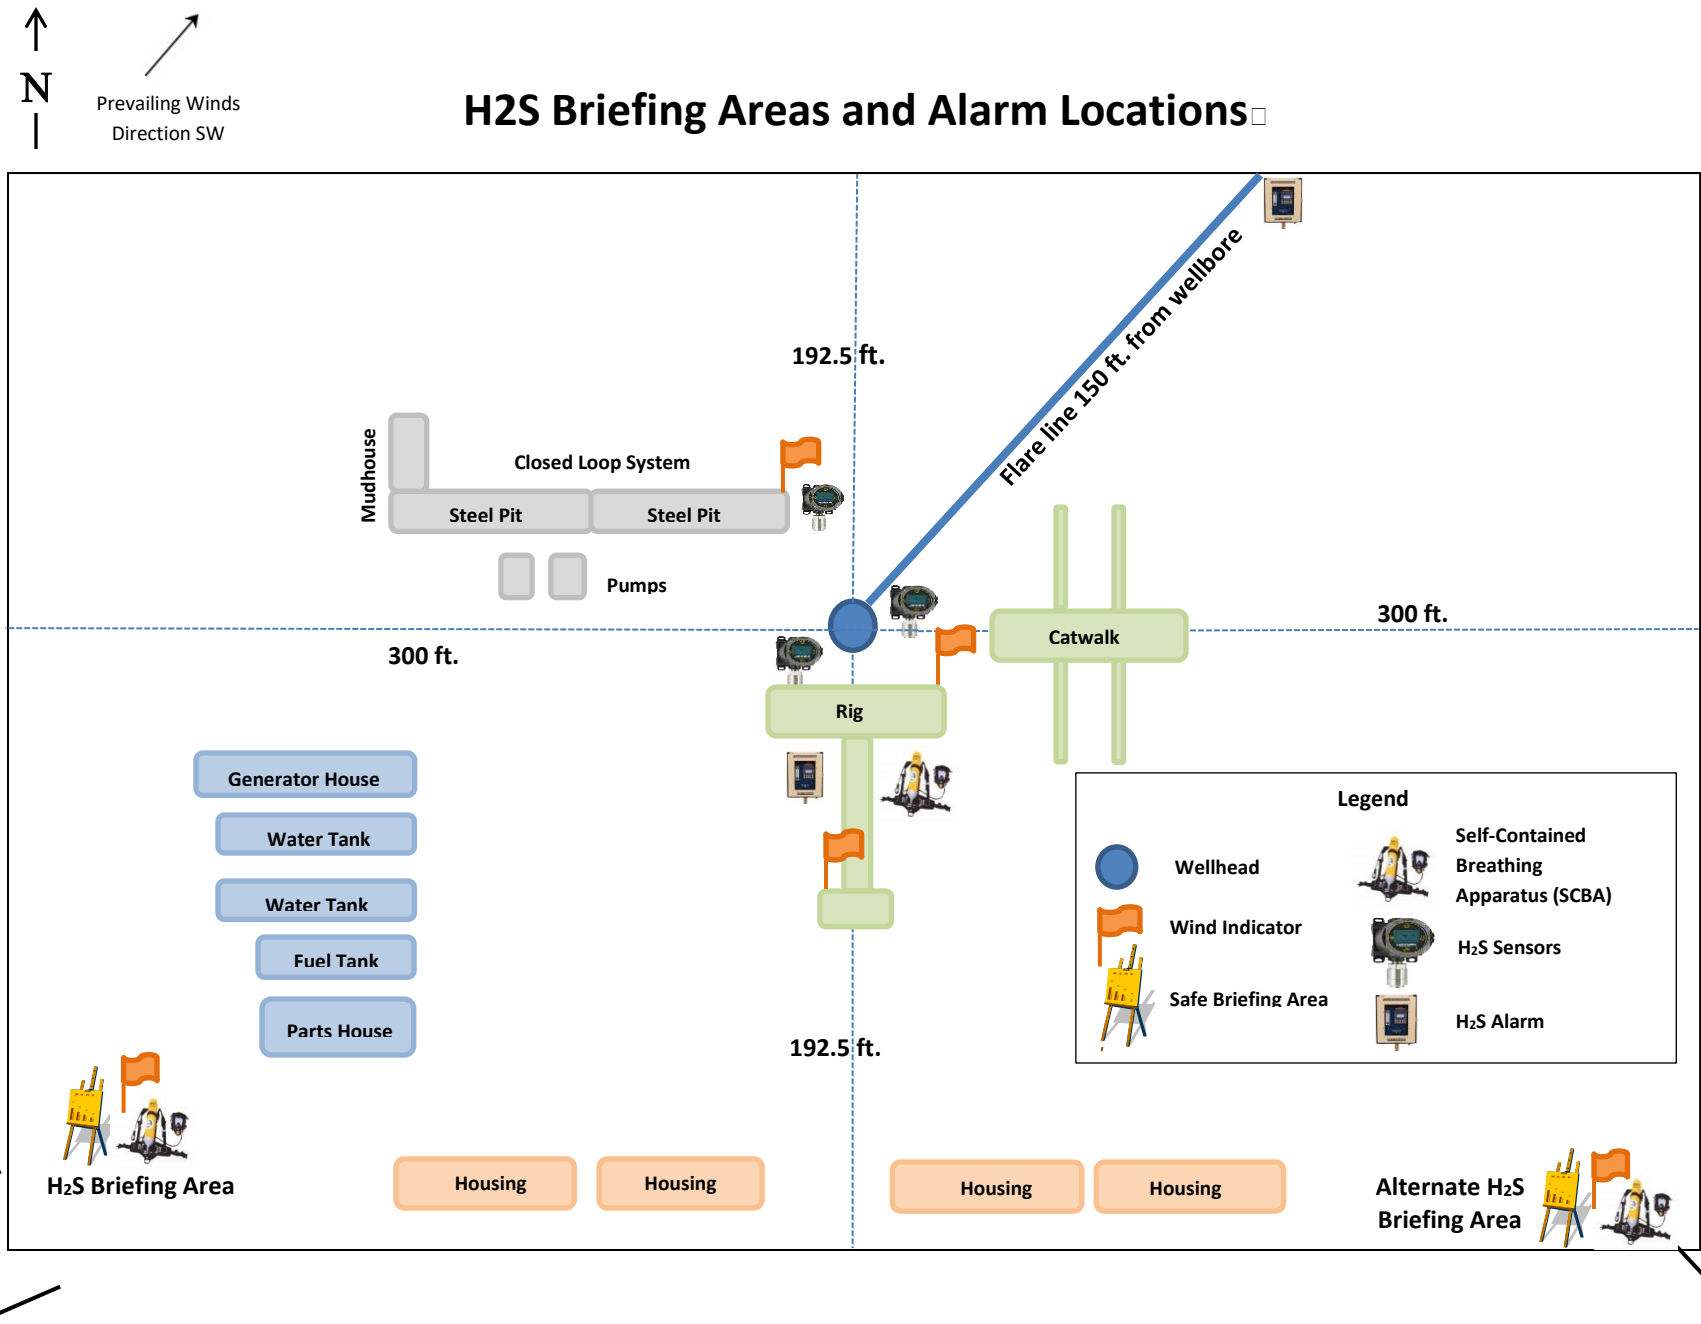 N
Prevailing Winds
Direction SW
H2S Briefing Areas and Alarm Locations
Flare line 150 ft. from wellbore
192.5 ft.
Mudhouse
Closed Loop System
Steel Pit
Steel Pit
Pumps
300 ft.
Catwalk
300 ft.
Rig
Generator House
Water Tank
Water Tank
Fuel Tank
Parts House
Legend
Wellhead
Wind Indicator
Safe Briefing Area
Self-Contained
Breathing
Apparatus (SCBA)
H2S Sensors
H2S Alarm
192.5 ft.
H2S Briefing Area
Housing
Housing
Housing
Housing
Alternate H2S
Briefing Area